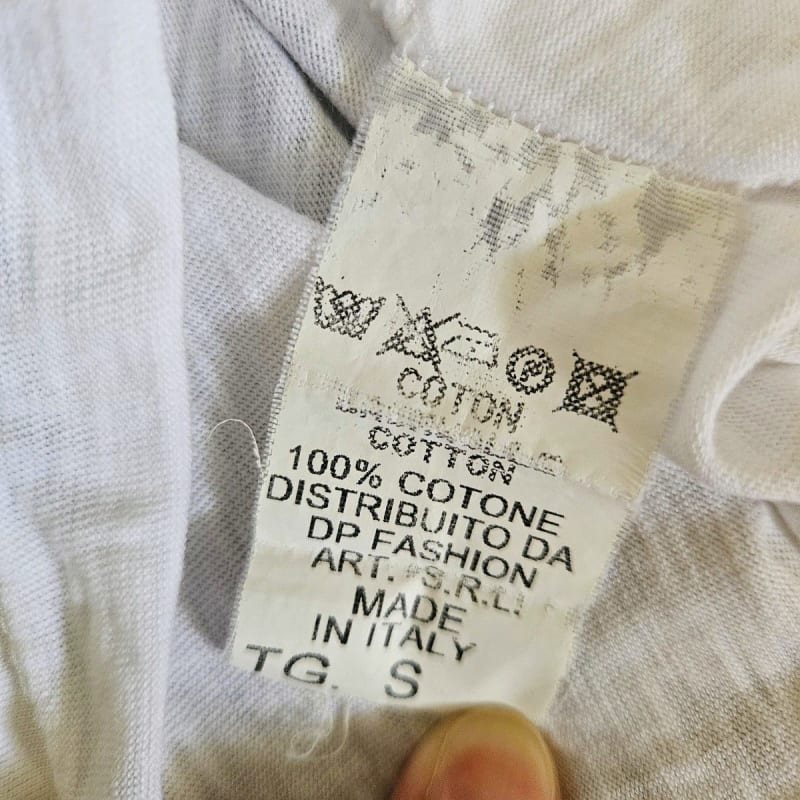 COTON
COTTON
100% COTONE
DISTRIBUITO DA
DP FASHION
ART. S.R.L.
MADE
IN ITALY
TG. S